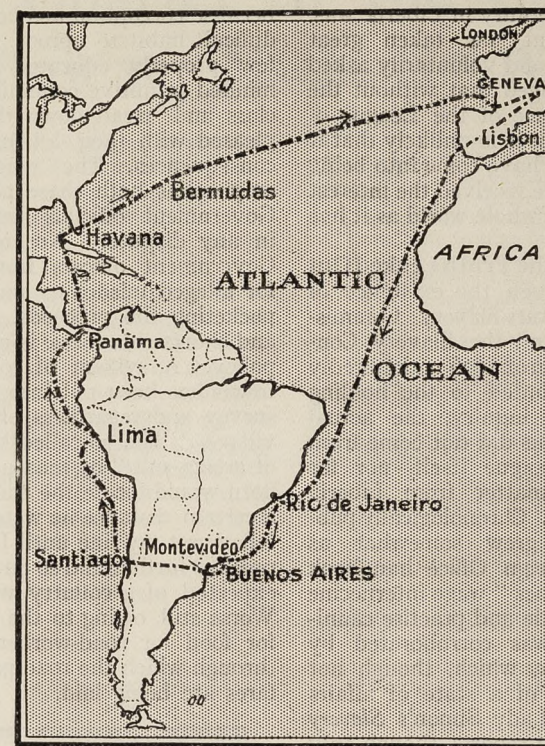 LONDON
GENEVA
Lisbon
Bermudas
Havana
AFRICA
ATLANTIC
Panama
OCEAN
Lima
Rio de Janeiro
Montevideo
Santiago
BUENOS AIRES